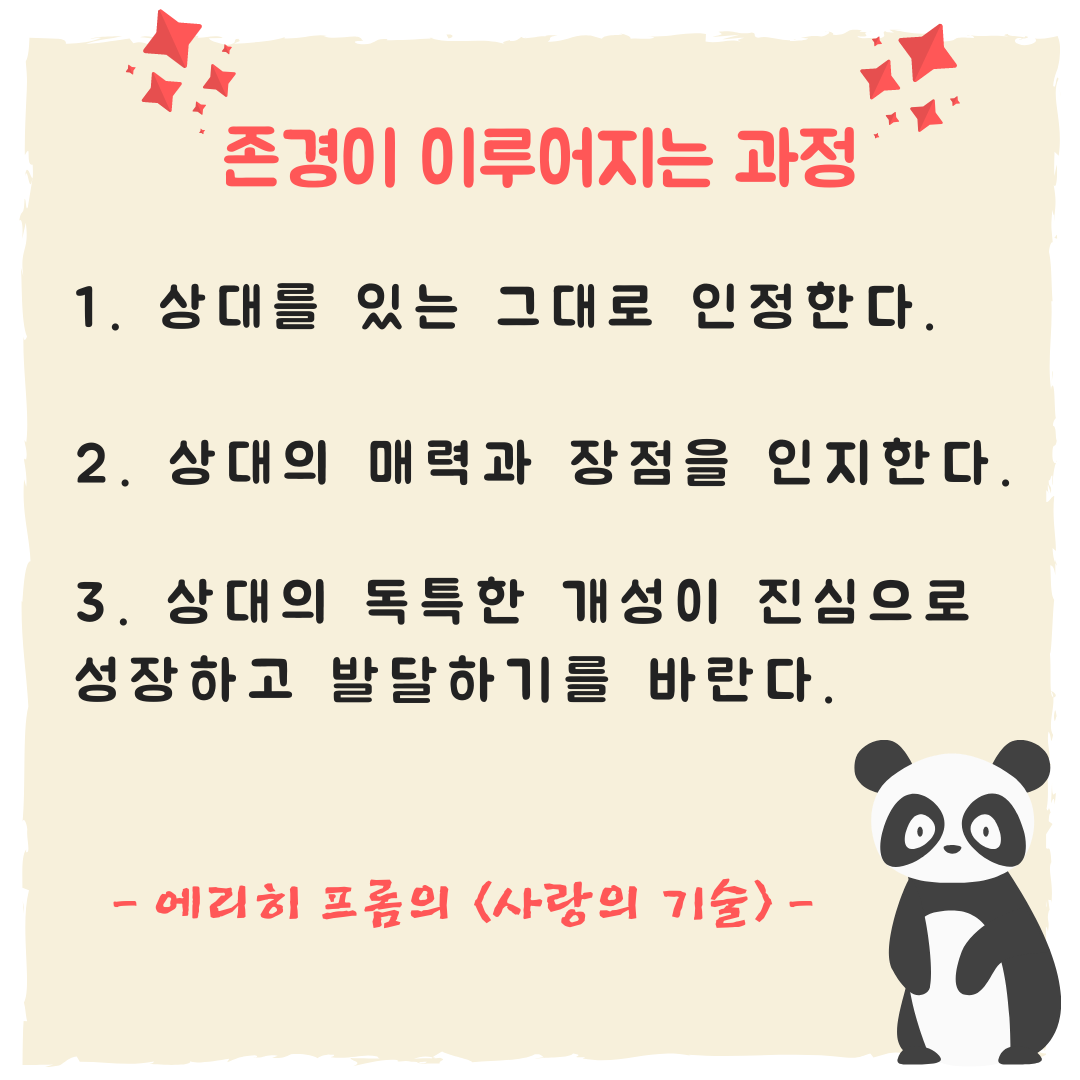 존경이 이루어지는 과정
1. 상대를 있는 그대로 인정한다.
2. 상대의 매력과 장점을 인지한다.
3. 상대의 독특한 개성이 진심으로
성장하고 발달하기를 바란다.
- 에리히 프롬의 <사랑의 기술> -